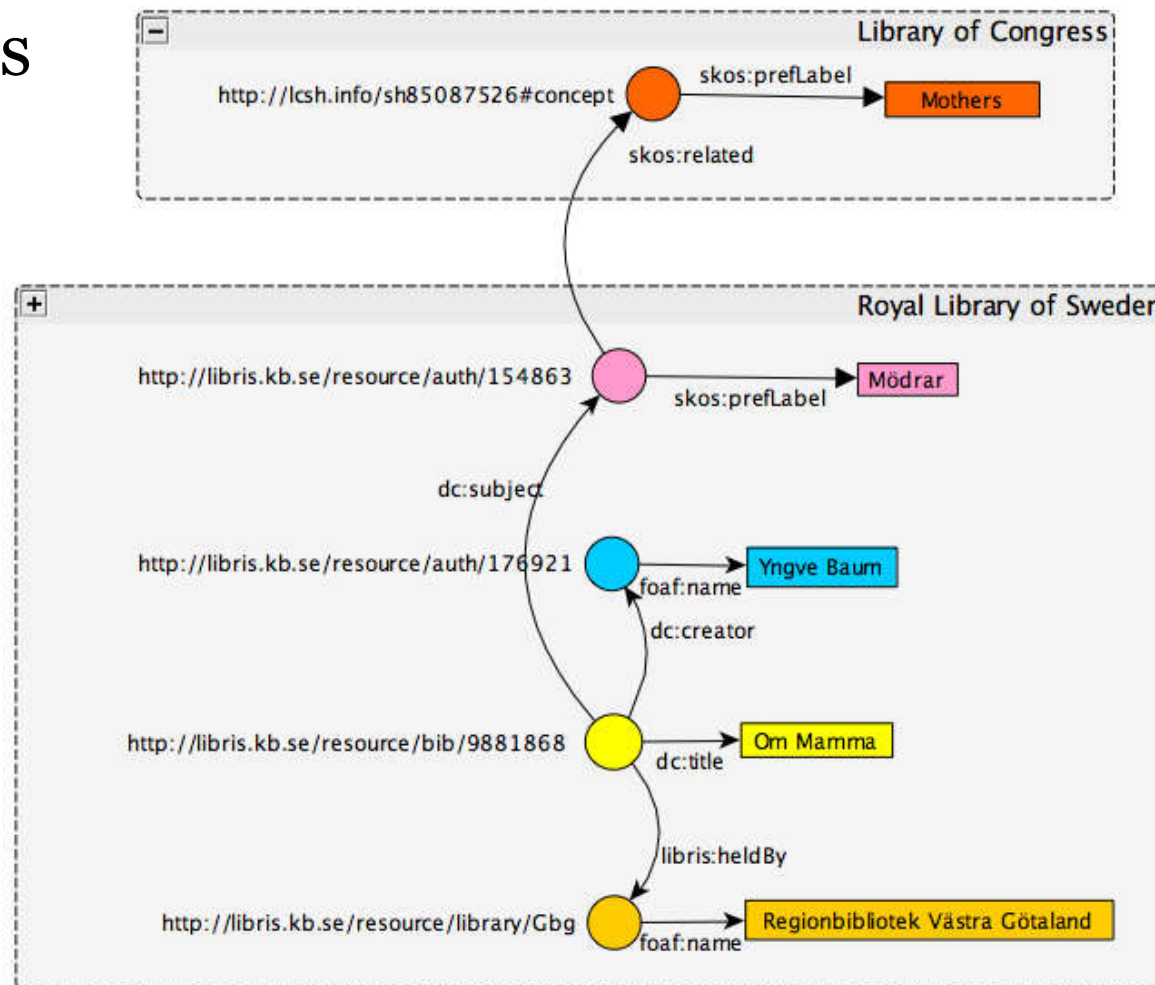 s
Library of Congress
http://lcsh.info/sh85087526#concept
skos:prefLabel
Mothers
skos:related
Royal Library of Sweden
http://libris.kb.se/resource/auth/154863
Mödrar
skos:prefLabel
dc:subject
http://libris.kb.se/resource/auth/176921
Yngve Baum
foaf:name
dc:creator
http://libris.kb.se/resource/bib/9881868
Om Mamma
dc:title
libris:heldBy
http://libris.kb.se/resource/library/Gbg
Regionbibliotek Västra Götaland
foaf:name